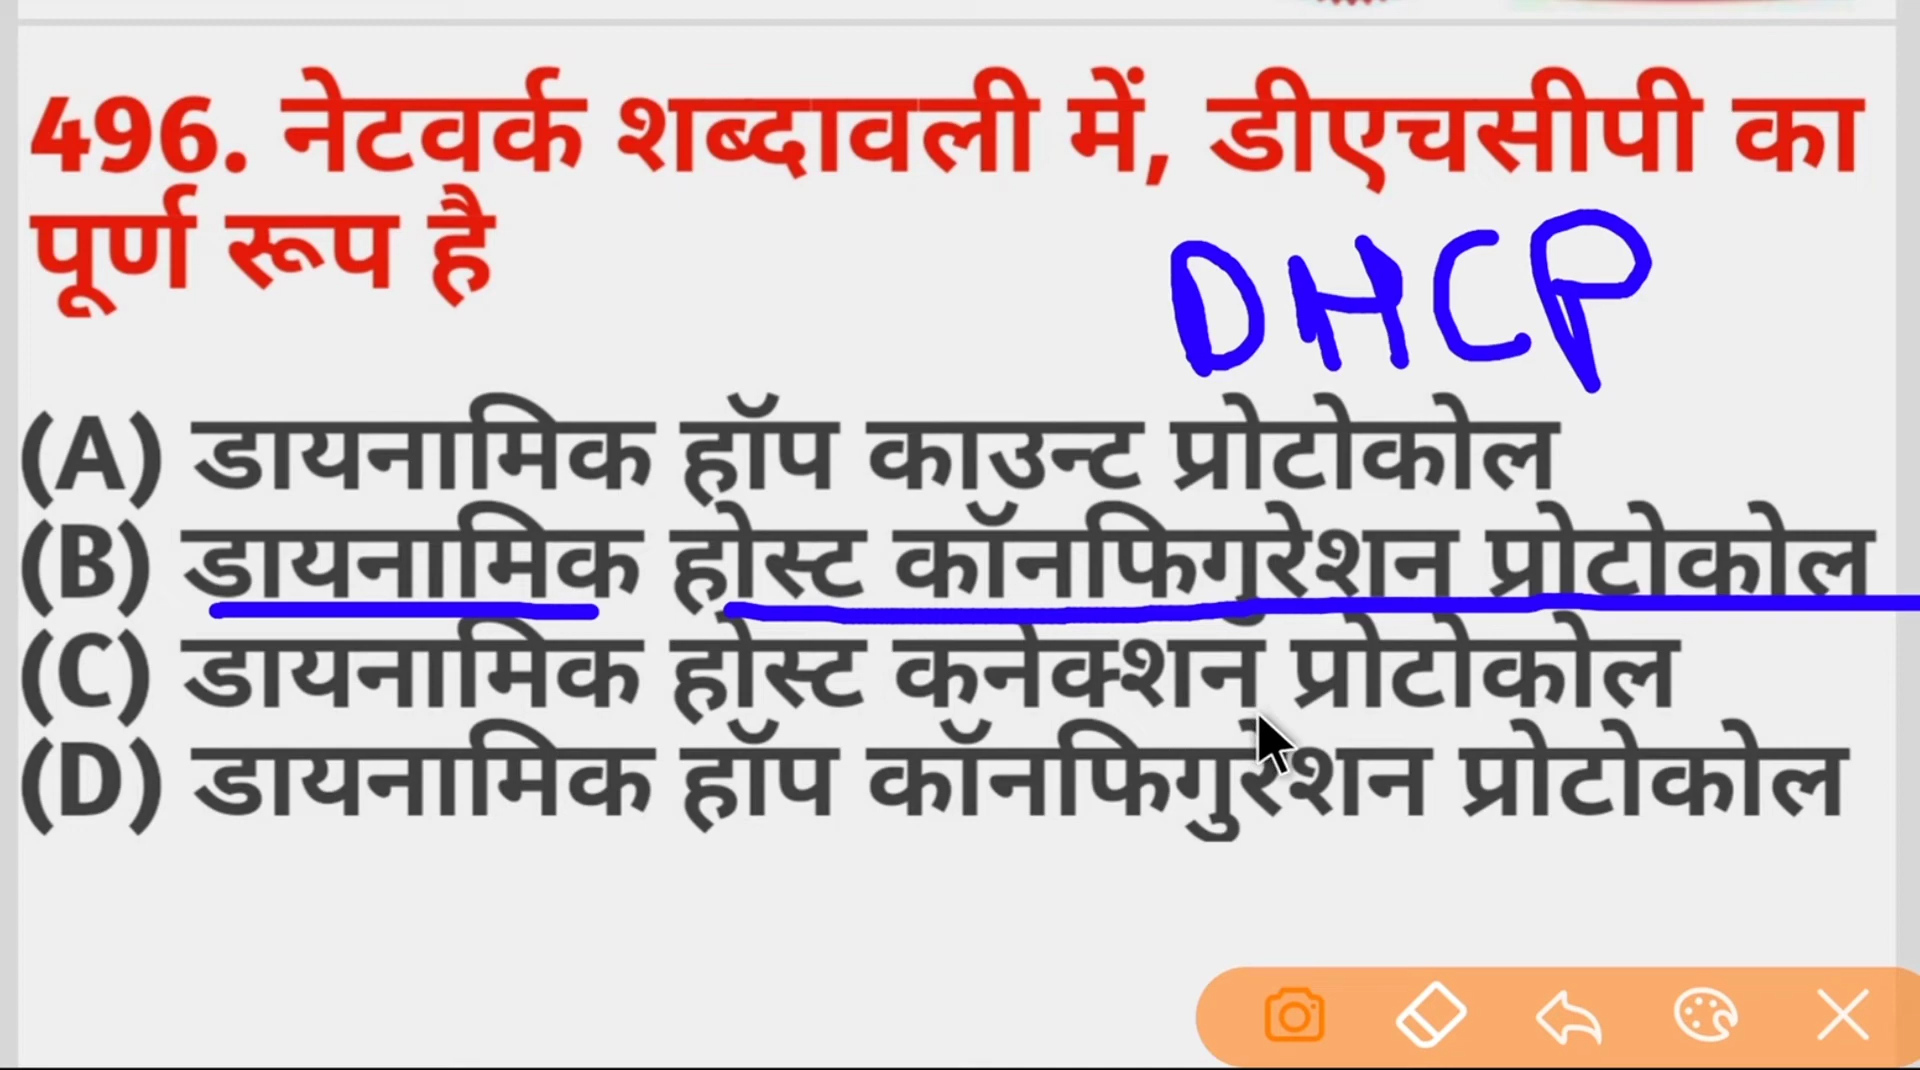 496. नेटवर्क शब्दावली में, डीएचसीपी का
पूर्ण रूप है
DHCP
(A) डायनामिक हॉप काउन्ट प्रोटोकोल
(B) डायनामिक होस्ट कॉनफिगुरेशन प्रोटोकोल
(C) डायनामिक होस्ट कनेक्शन प्रोटोकोल
(D) डायनामिक हॉप कॉनफिगुरेशन प्रोटोकोल